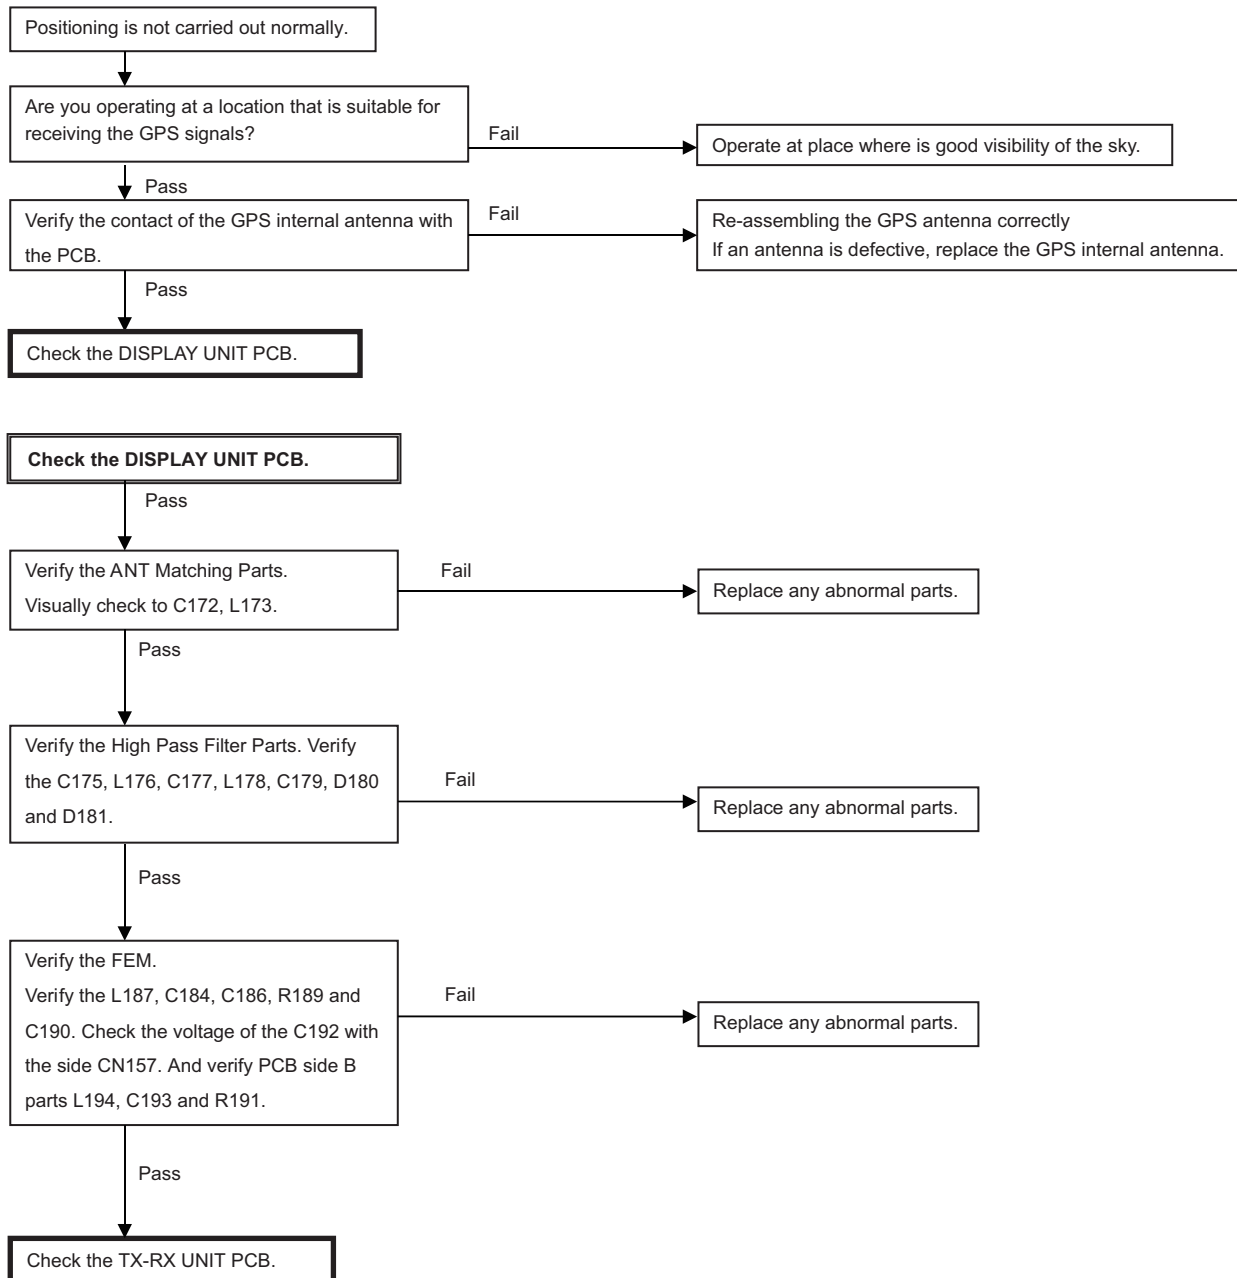 Positioning is not carried out normally.
Are you operating at a location that is suitable for
receiving the GPS signals?
Fail
Operate at place where is good visibility of the sky.
Pass
Verify the contact of the GPS internal antenna with
the PCB.
Fail
Re-assembling the GPS antenna correctly
If an antenna is defective, replace the GPS internal antenna.
Pass
Check the DISPLAY UNIT PCB.
Check the DISPLAY UNIT PCB.
Pass
Verify the ANT Matching Parts.
Visually check to C172, L173.
Fail
Replace any abnormal parts.
Pass
Verify the High Pass Filter Parts. Verify
the C175, L176, C177, L178, C179, D180
and D181.
Fail
Replace any abnormal parts.
Pass
Verify the FEM.
Verify the L187, C184, C186, R189 and
C190. Check the voltage of the C192 with
the side CN157. And verify PCB side B
parts L194, C193 and R191.
Fail
Replace any abnormal parts.
Pass
Check the TX-RX UNIT PCB.